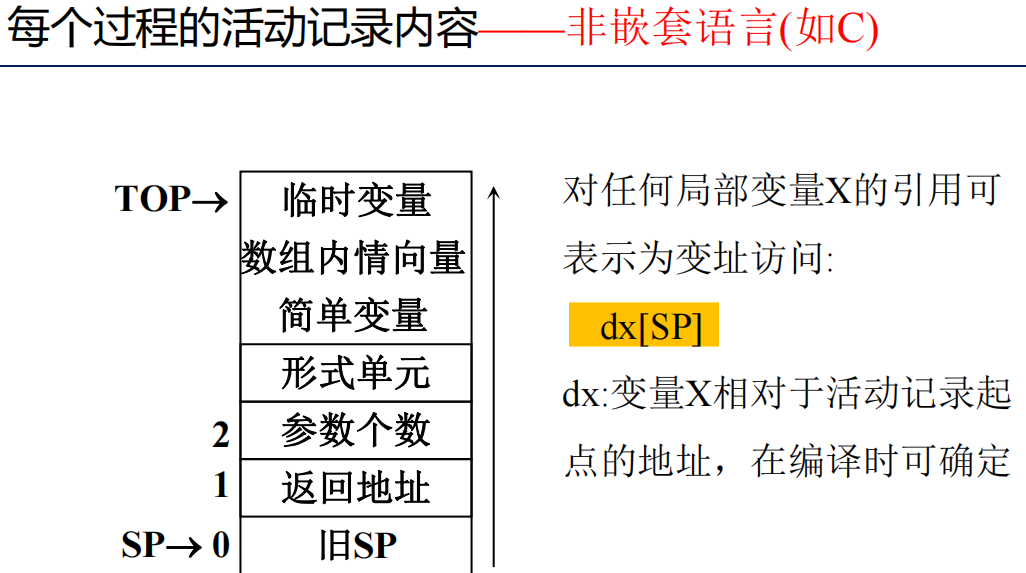 每个过程的活动记录内容——非嵌套语言(如C)
TOP→
临时变量
数组内情向量
简单变量
形式单元
2 参数个数
1 返回地址
SP→ 0 旧SP
对任何局部变量X的引用可
表示为变址访问:
dx[SP]
dx:变量X相对于活动记录起
点的地址，在编译时可确定